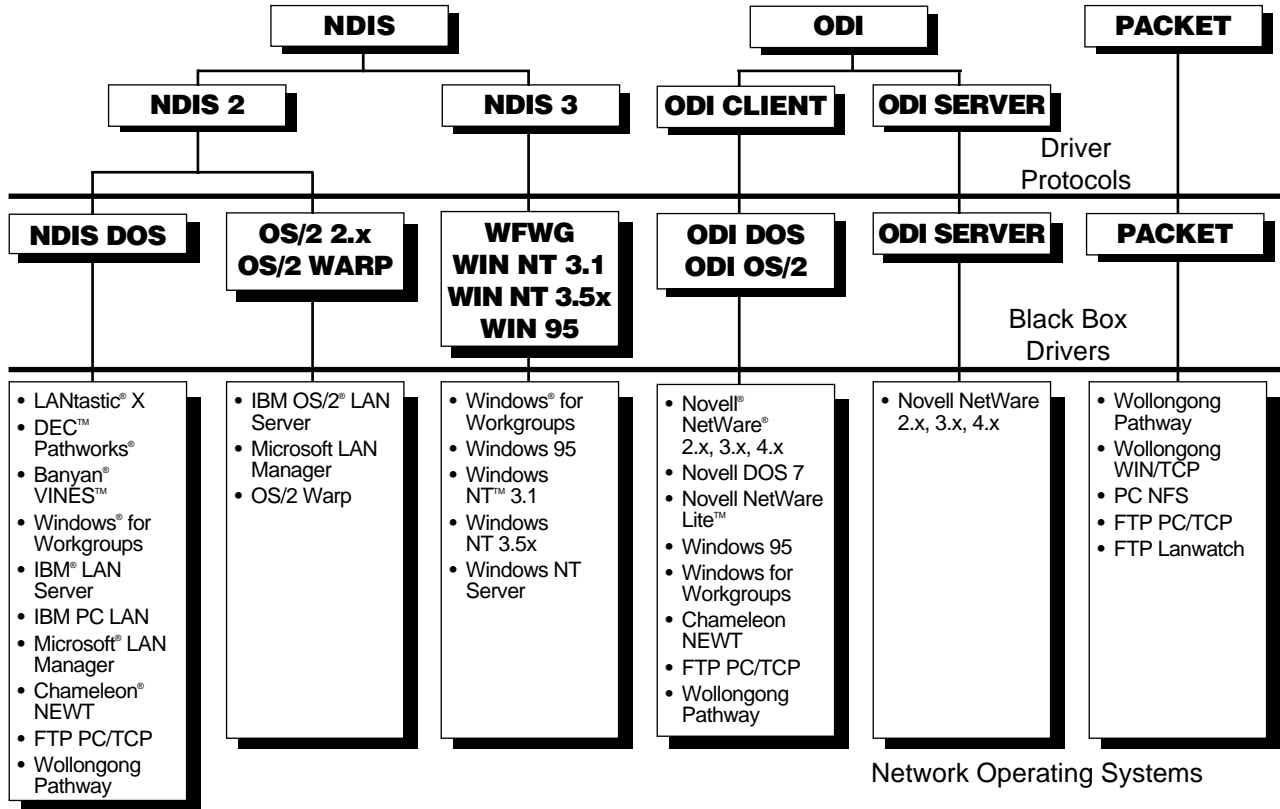 NDIS
ODI
PACKET
NDIS 2
NDIS 3
ODI CLIENT
ODI SERVER
Driver
Protocols
NDIS DOS
OS/2 2.x
OS/2 WARP
WFWG
WIN NT 3.1
WIN NT 3.5x
WIN 95
ODI DOS
ODI OS/2
ODI SERVER
PACKET
Black Box
Drivers
• LANtastic® X
• DEC™
Pathworks®
• Banyan®
VINES™
• Windows® for
Workgroups
• IBM® LAN
Server
• IBM PC LAN
• Microsoft® LAN
Manager
• Chameleon®
NEWT
• FTP PC/TCP
• Wollongong
Pathway
• IBM OS/2® LAN
Server
• Microsoft LAN
Manager
• OS/2 Warp
• Windows® for
Workgroups
• Windows 95
• Windows
NT™ 3.1
• Windows
NT 3.5x
• Windows NT
Server
• Novell®
NetWare®
2.x, 3.x, 4.x
• Novell DOS 7
• Novell NetWare
Lite™
• Windows 95
• Windows for
Workgroups
• Chameleon
NEWT
• FTP PC/TCP
• Wollongong
Pathway
• Novell NetWare
2.x, 3.x, 4.x
• Wollongong
Pathway
• Wollongong
WIN/TCP
• PC NFS
• FTP PC/TCP
• FTP Lanwatch
Network Operating Systems